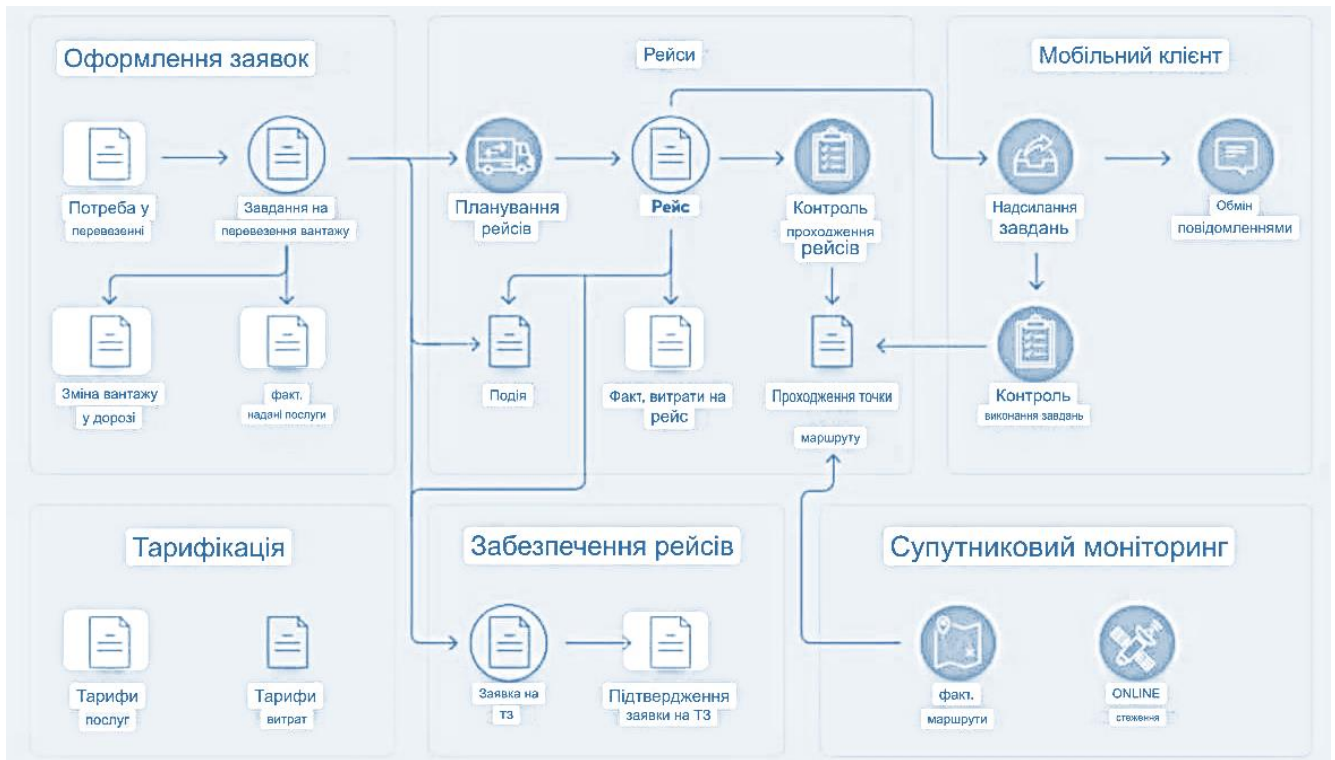 Оформлення заявок
Потреба у
перевезенні
Завдання на
перевезення вантажу
Зміна вантажу
у дорозі
факт.
надані послуги
Рейси
Планування
рейсів
Рейс
Контроль
проходження
рейсів
Подія
Факт, витрати на
рейс
Проходження точки
маршруту
Мобільний клієнт
Надсилання
завдань
Обмін
повідомленнями
Контроль
виконання завдань
Тарифікація
Тарифи
послуг
Тарифи
витрат
Забезпечення рейсів
Заявка на
ТЗ
Підтвердження
заявки на ТЗ
Супутниковий моніторинг
факт.
маршрути
ONLINE
стеження